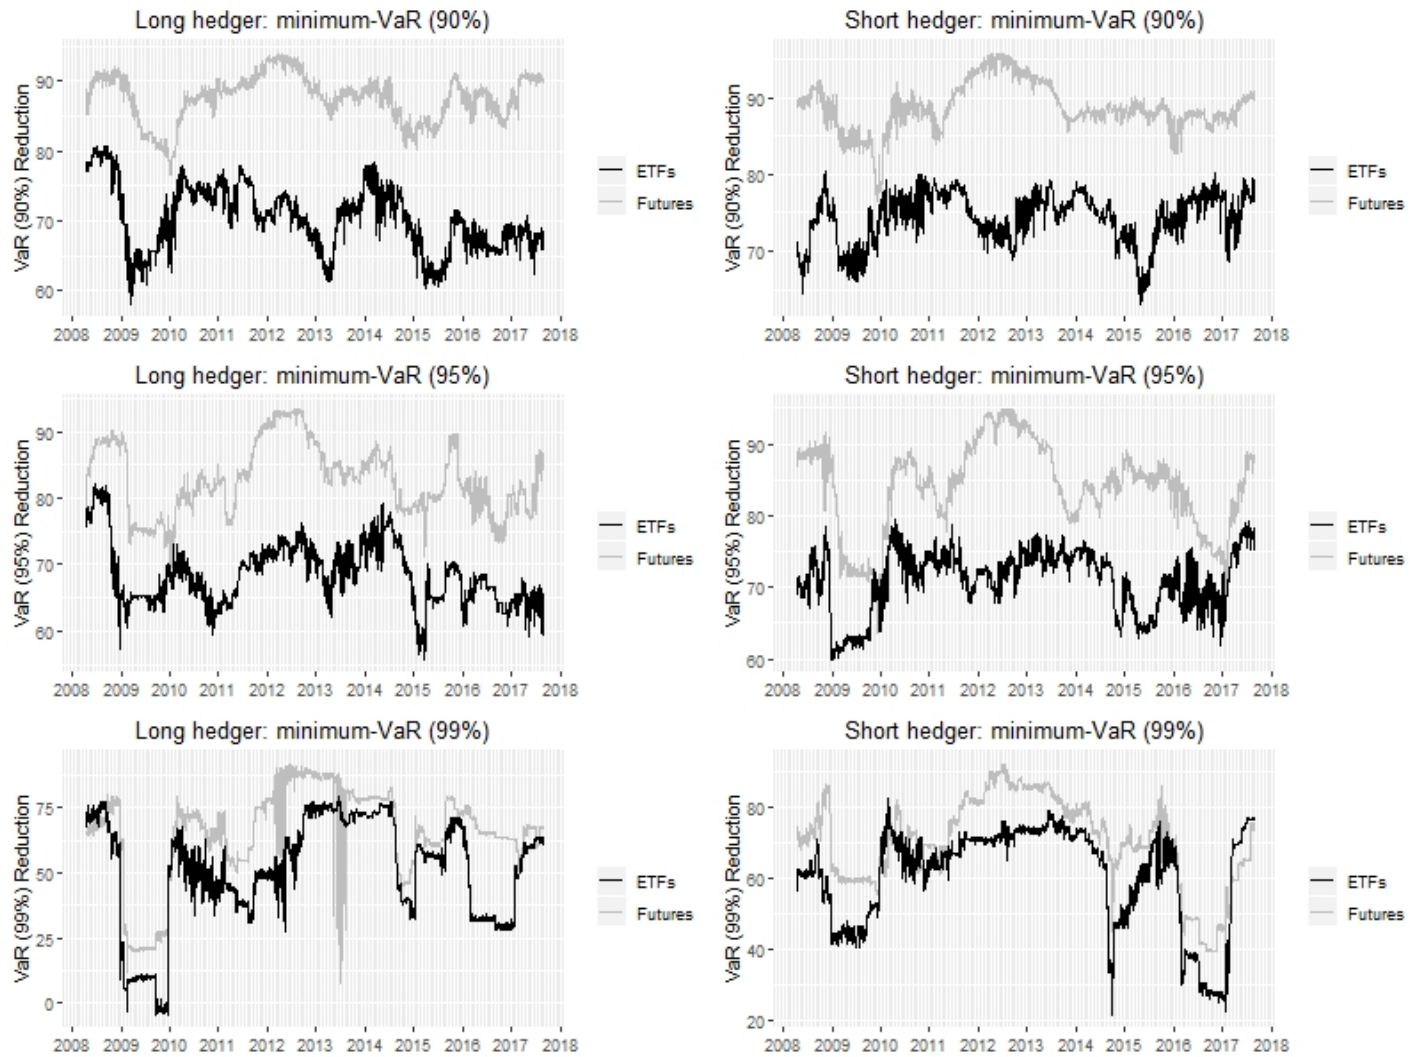 Long hedger: minimum-VaR (90%)
VaR (90%) Reduction
90
80
70
60
2008 2009 2010 2011 2012 2013 2014 2015 2016 2017 2018
ETFs
Futures
Short hedger: minimum-VaR (90%)
VaR (90%) Reduction
90
80
70
2008 2009 2010 2011 2012 2013 2014 2015 2016 2017 2018
ETFs
Futures
Long hedger: minimum-VaR (95%)
VaR (95%) Reduction
90
80
70
60
2008 2009 2010 2011 2012 2013 2014 2015 2016 2017 2018
ETFs
Futures
Short hedger: minimum-VaR (95%)
VaR (95%) Reduction
90
80
70
60
2008 2009 2010 2011 2012 2013 2014 2015 2016 2017 2018
ETFs
Futures
Long hedger: minimum-VaR (99%)
VaR (99%) Reduction
75
50
25
0
2008 2009 2010 2011 2012 2013 2014 2015 2016 2017 2018
ETFs
Futures
Short hedger: minimum-VaR (99%)
VaR (99%) Reduction
80
60
40
20
2008 2009 2010 2011 2012 2013 2014 2015 2016 2017 2018
ETFs
Futures